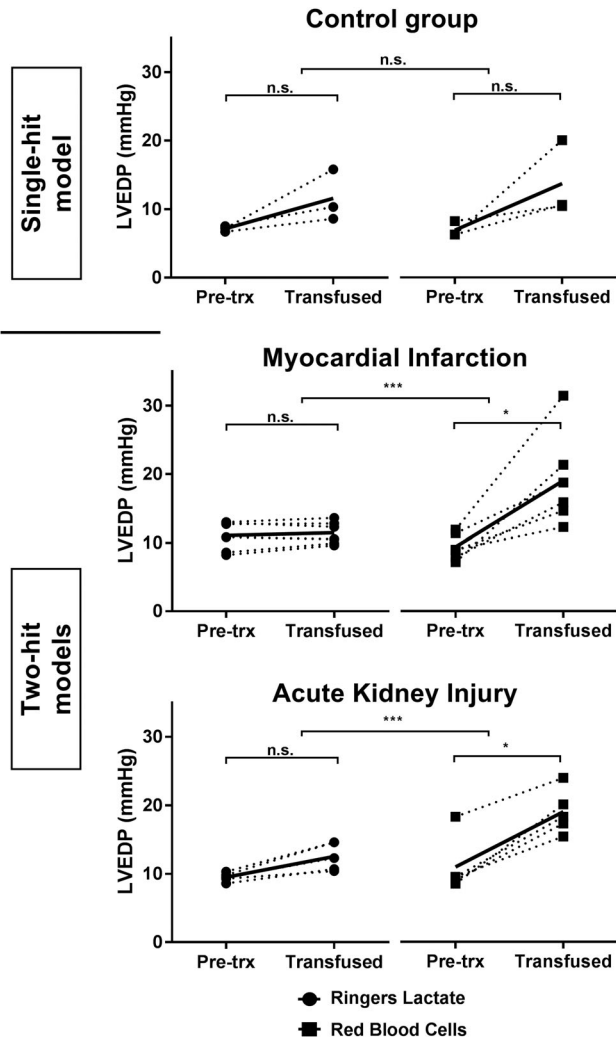 Control group
Single-hit
model
LVEDP (mmHg)
30
20
10
0
n.s.
n.s.
n.s.
Pre-trx
Transfused
Pre-trx
Transfused
Myocardial Infarction
Two-hit
models
LVEDP (mmHg)
30
20
10
0
***
n.s.
*
Pre-trx
Transfused
Pre-trx
Transfused
Acute Kidney Injury
LVEDP (mmHg)
30
20
10
0
***
n.s.
*
Pre-trx
Transfused
Pre-trx
Transfused
Ringers Lactate
Red Blood Cells